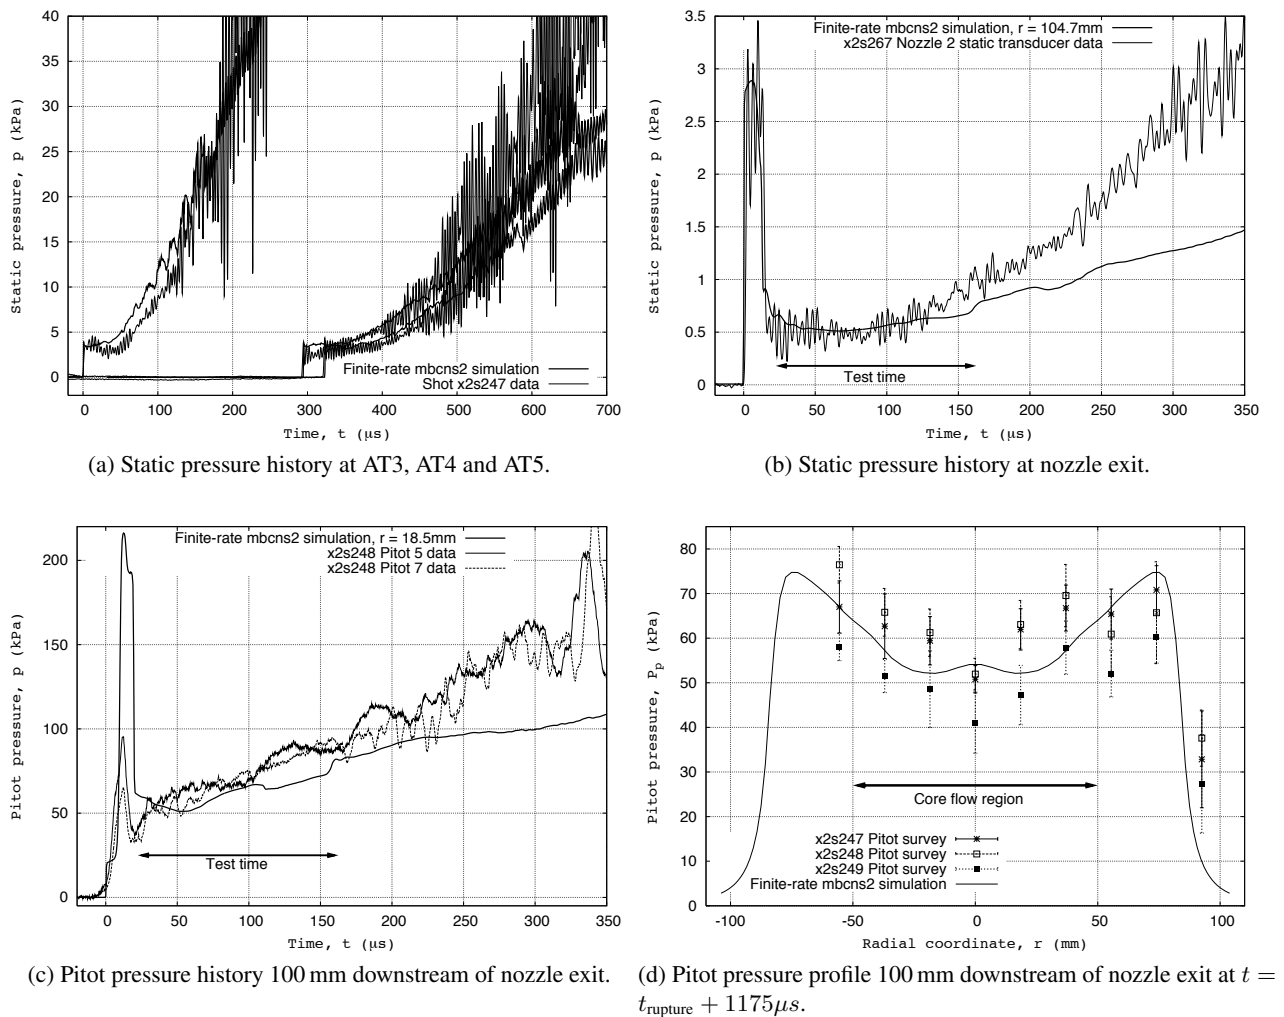 40
35
30
25
20
15
10
5
0
Static pressure, p (kPa)
Finite-rate mbcns2 simulation
Shot x2s247 data
0 100 200 300 400 500 600 700
Time, t (μs)
(a) Static pressure history at AT3, AT4 and AT5.
3.5
3
2.5
2
1.5
1
0.5
0
Static pressure, p (kPa)
Finite-rate mbcns2 simulation, r = 104.7mm
x2s267 Nozzle 2 static transducer data
Test time
0 50 100 150 200 250 300 350
Time, t (μs)
(b) Static pressure history at nozzle exit.
200
150
100
50
0
Pitot pressure, p (kPa)
Finite-rate mbcns2 simulation, r = 18.5mm
x2s248 Pitot 5 data
x2s248 Pitot 7 data
Test time
0 50 100 150 200 250 300 350
Time, t (μs)
(c) Pitot pressure history 100 mm downstream of nozzle exit.
80
70
60
50
40
30
20
10
0
Pitot pressure, Pp (kPa)
Core flow region
x2s247 Pitot survey
x2s248 Pitot survey
x2s249 Pitot survey
Finite-rate mbcns2 simulation
-100 -50 0 50 100
Radial coordinate, r (mm)
(d) Pitot pressure profile 100 mm downstream of nozzle exit at t =
trupture + 1175μs.